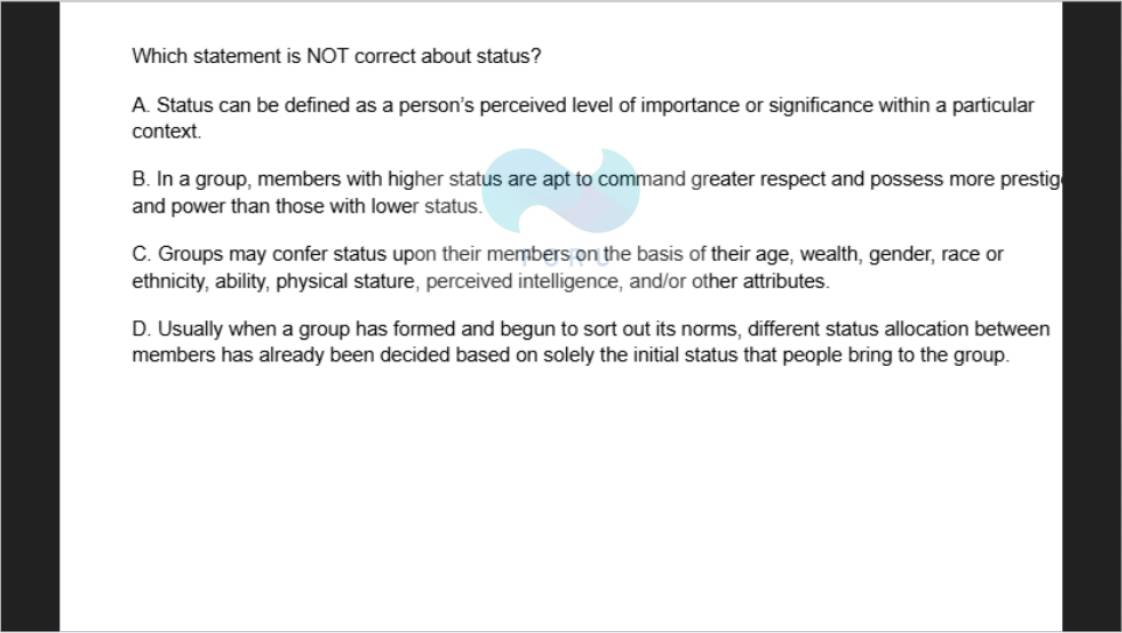 Which statement is NOT correct about status?
A. Status can be defined as a person’s perceived level of importance or significance within a particular
context.
B. In a group, members with higher status are apt to command greater respect and possess more prestig
and power than those with lower status.
C. Groups may confer status upon their members on the basis of their age, wealth, gender, race or
ethnicity, ability, physical stature, perceived intelligence, and/or other attributes.
D. Usually when a group has formed and begun to sort out its norms, different status allocation between
members has already been decided based on solely the initial status that people bring to the group.